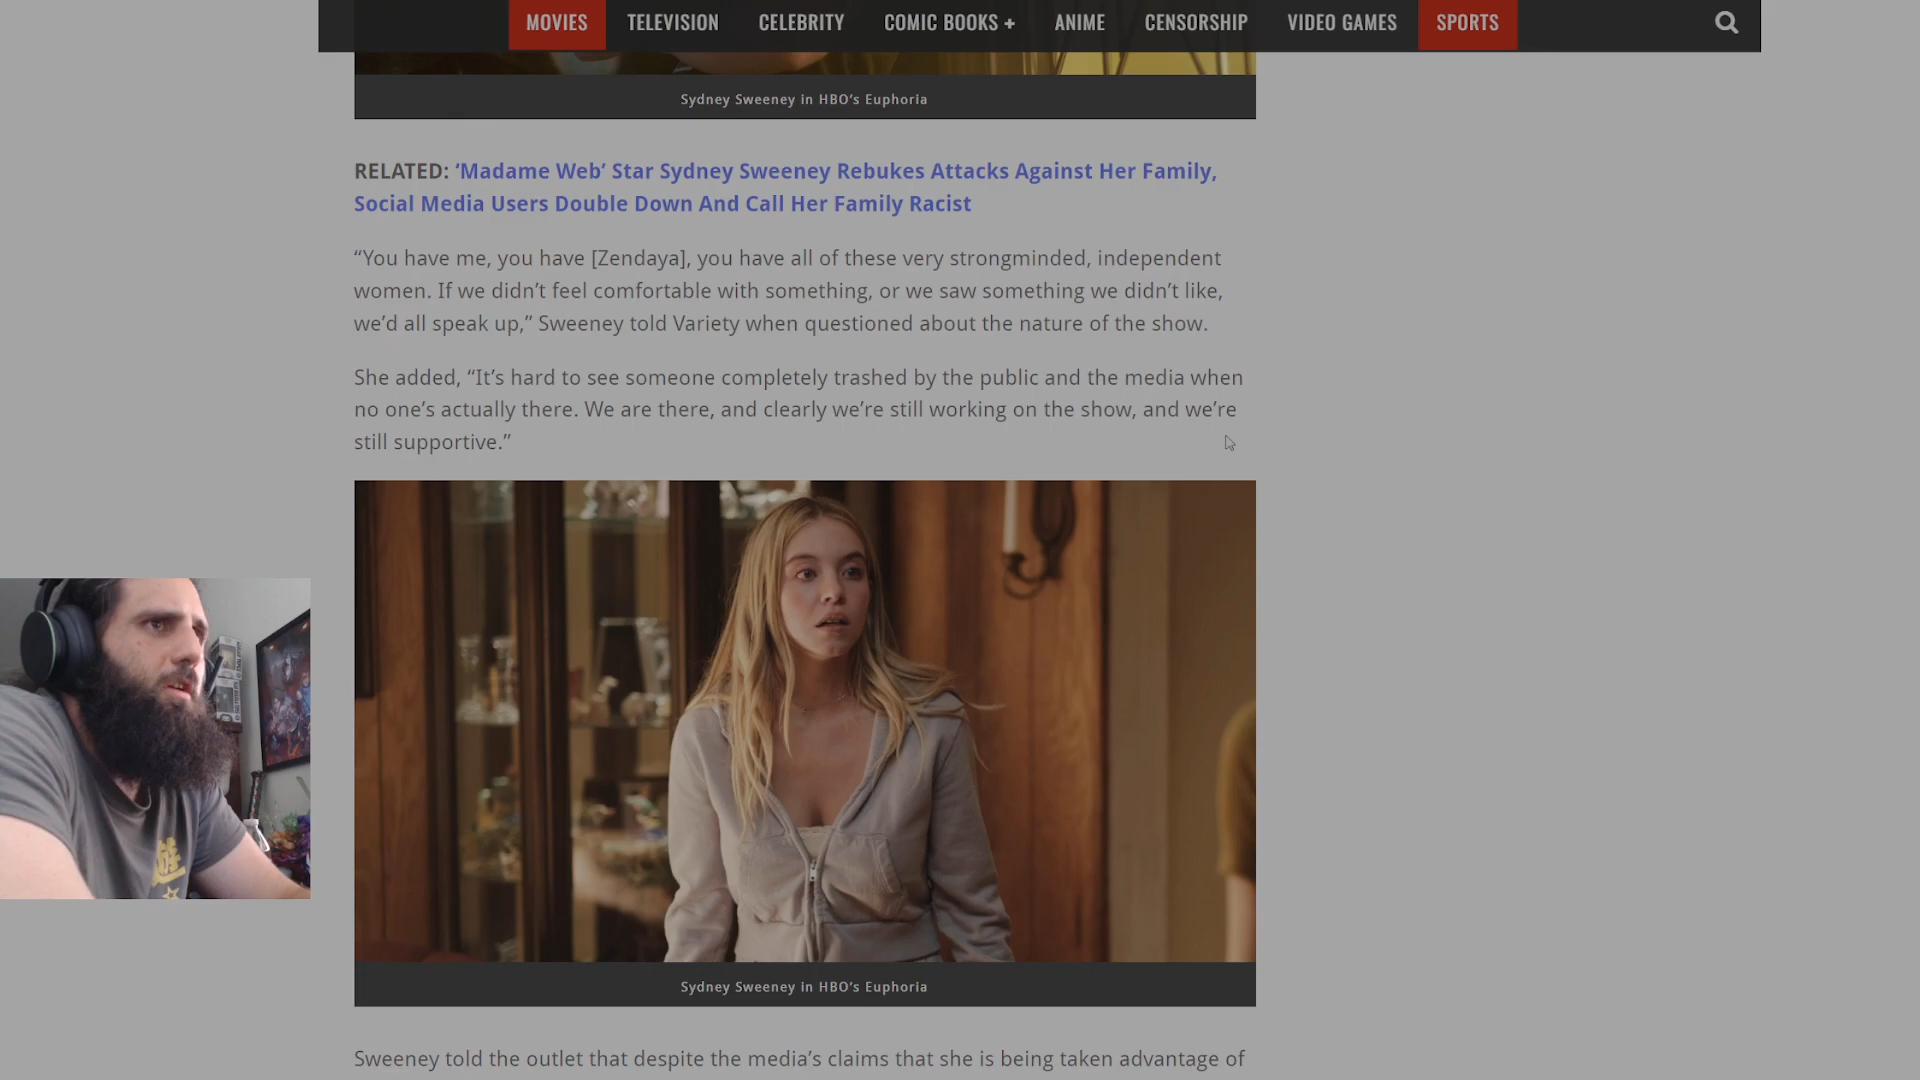 MOVIES TELEVISION CELEBRITY COMIC BOOKS + ANIME CENSORSHIP VIDEO GAMES SPORTS
Sydney Sweeney in HBO’s Euphoria
RELATED: ‘Madame Web’ Star Sydney Sweeney Rebukes Attacks Against Her Family,
Social Media Users Double Down And Call Her Family Racist
“You have me, you have [Zendaya], you have all of these very strongminded, independent
women. If we didn’t feel comfortable with something, or we saw something we didn’t like,
we’d all speak up,” Sweeney told Variety when questioned about the nature of the show.
She added, “It’s hard to see someone completely trashed by the public and the media when
no one’s actually there. We are there, and clearly we’re still working on the show, and we’re
still supportive.”
Sydney Sweeney in HBO’s Euphoria
Sweeney told the outlet that despite the media’s claims that she is being taken advantage of